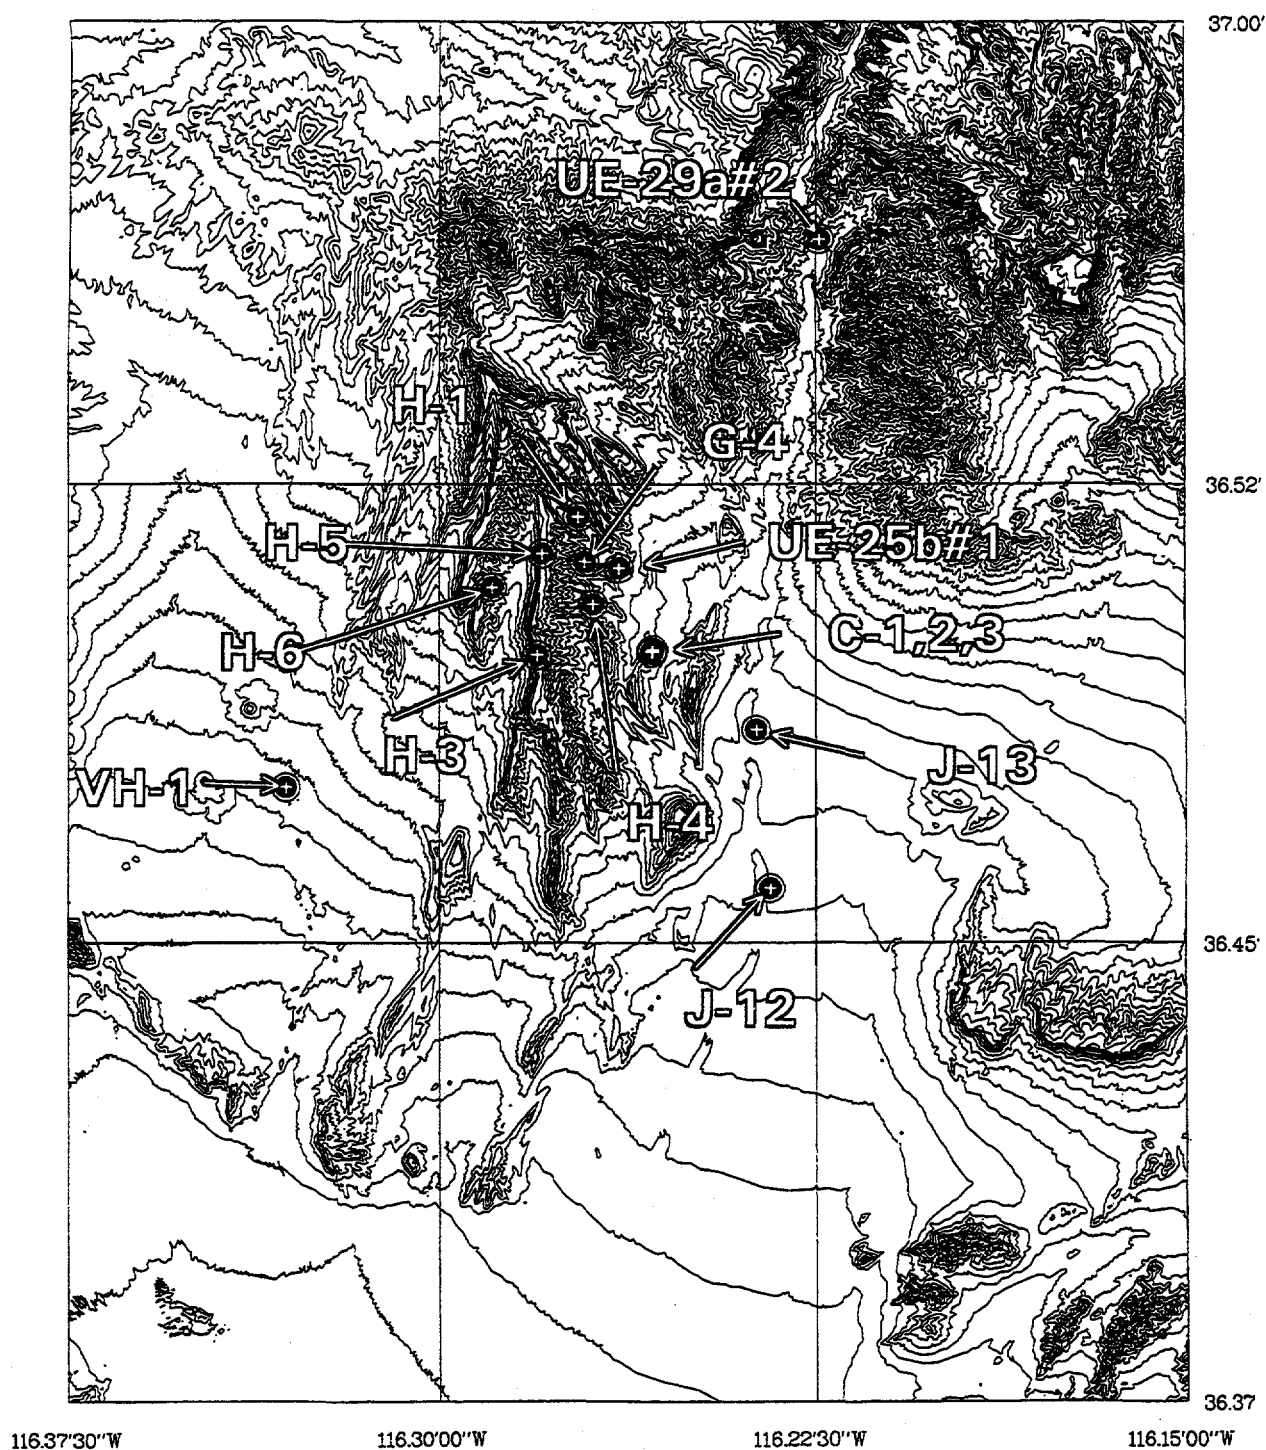 37.00'
UE-29a#2
H-1
G-4
36.52'
H-5
UE-25b#1
H-6
C-1,2,3
H-3
J-13
VH-1
H-4
36.45'
J-12
36.37
116.37'30"W
116.30'00"W
116.22'30"W
116.15'00"W